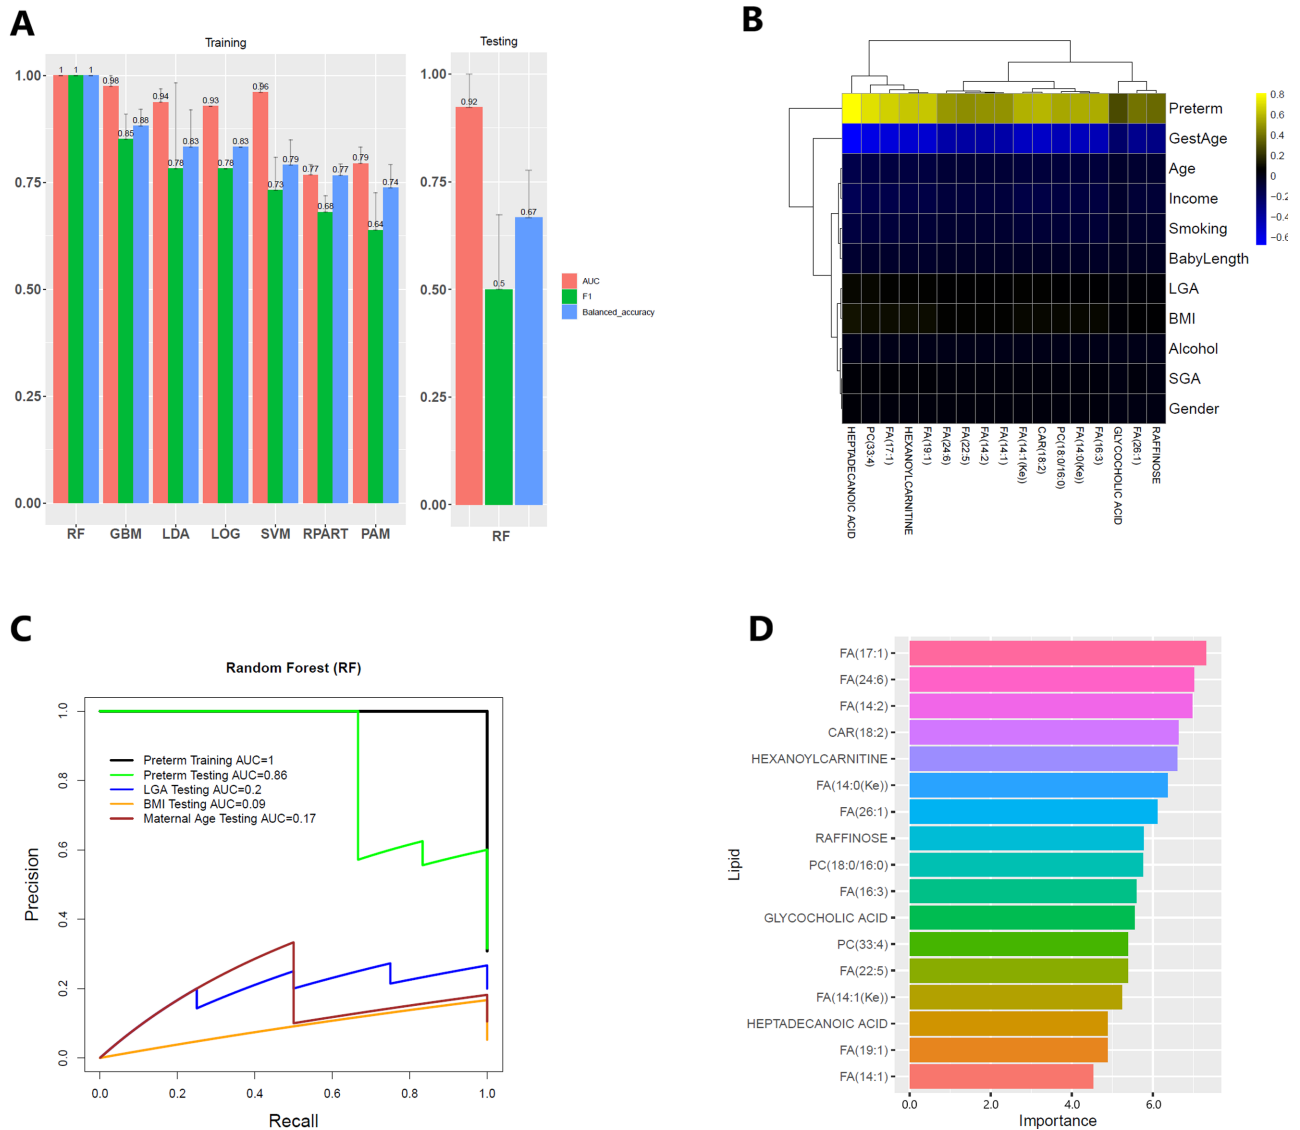 A
Training
Testing
1.00
0.75
0.50
0.25
0.00
1 1 1
0.98 0.85 0.88
0.94 0.78 0.83
0.93 0.78 0.83
0.96 0.73 0.79
0.77 0.68 0.77
0.79 0.64 0.74
RF GBM LDA LOG SVM RPART PAM
1.00
0.75
0.50
0.25
0.00
0.92 0.5 0.67
RF
AUC
F1
Balanced_accuracy
B
Preterm
GestAge
Age
Income
Smoking
BabyLength
LGA
BMI
Alcohol
SGA
Gender
HEPTADECANOIC ACID
PC(33:4)
FA(17:1)
HEXANOYLCARNITINE
FA(19:1)
FA(24:6)
FA(22:5)
FA(14:2)
FA(14:1)
FA(14:1(Ke))
CAR(18:2)
PC(18:0/16:0)
FA(14:0(Ke))
FA(16:3)
GLYCOCHOLIC ACID
FA(26:1)
RAFFINOSE
0.8
0.6
0.4
0.2
0
−0.2
−0.4
−0.6
C
Random Forest (RF)
Preterm Training AUC=1
Preterm Testing AUC=0.86
LGA Testing AUC=0.2
BMI Testing AUC=0.09
Maternal Age Testing AUC=0.17
Precision
1.0
0.8
0.6
0.4
0.2
0.0
0.0 0.2 0.4 0.6 0.8 1.0
Recall
D
Lipid
FA(17:1)
FA(24:6)
FA(14:2)
CAR(18:2)
HEXANOYLCARNITINE
FA(14:0(Ke))
FA(26:1)
RAFFINOSE
PC(18:0/16:0)
FA(16:3)
GLYCOCHOLIC ACID
PC(33:4)
FA(22:5)
FA(14:1(Ke))
HEPTADECANOIC ACID
FA(19:1)
FA(14:1)
0.0 2.0 4.0 6.0
Importance